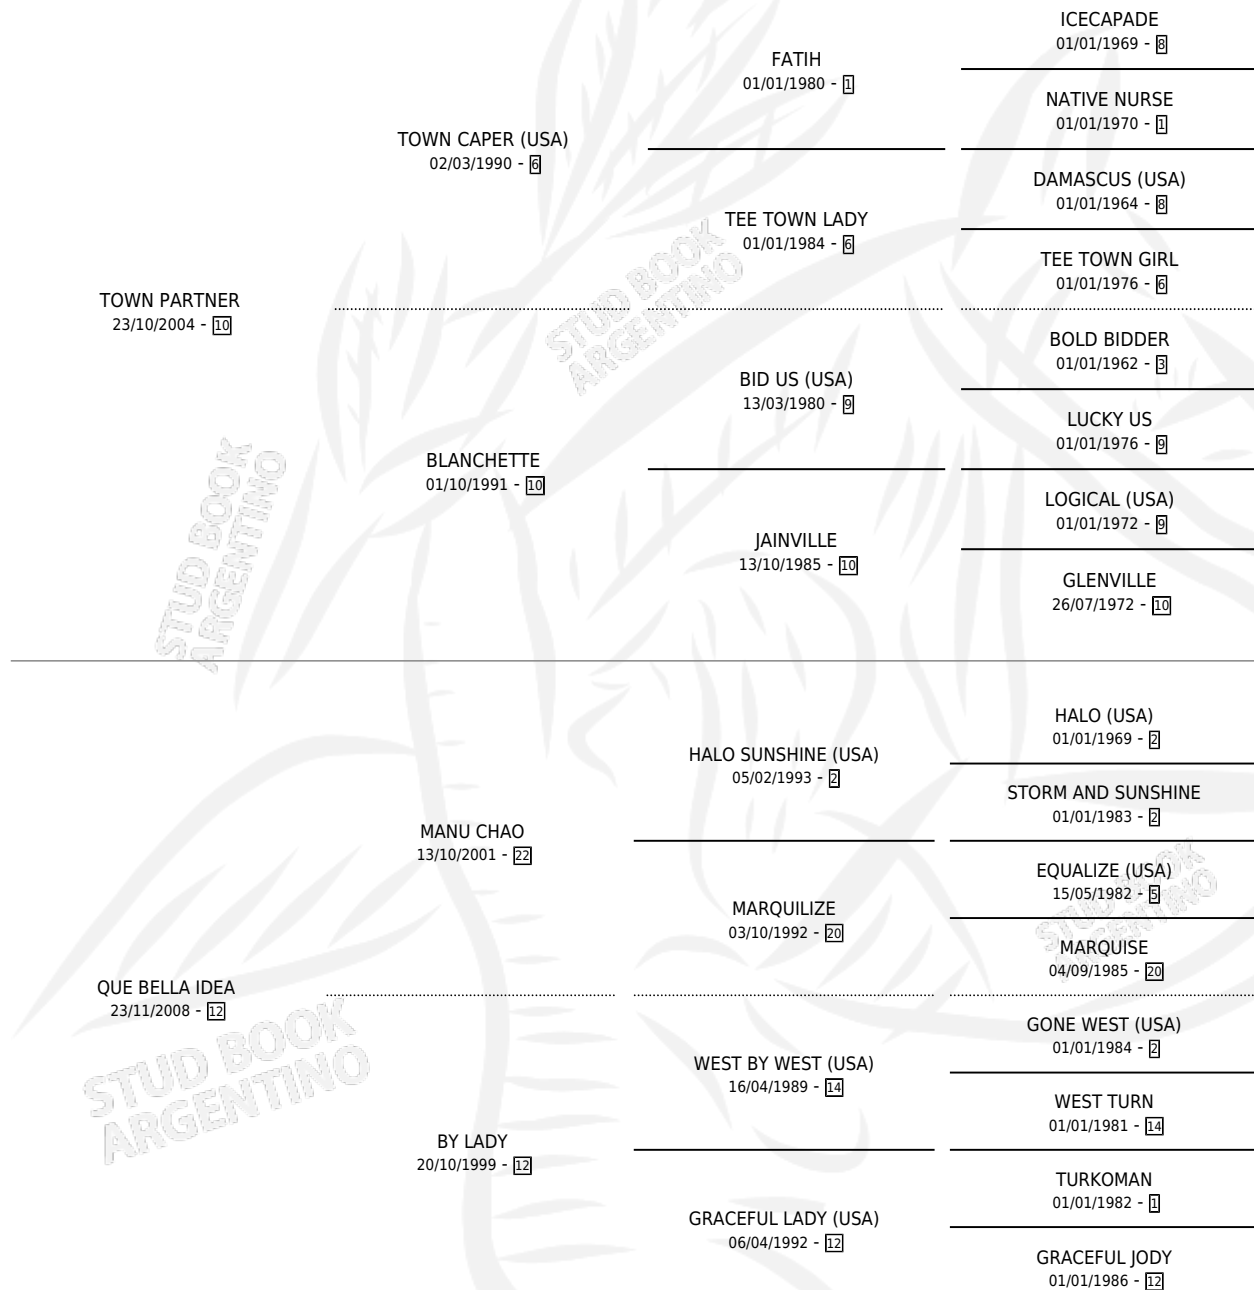 TOWN PARTNER
23/10/2004 - 10
TOWN CAPER (USA)
02/03/1990 - 6
FATIH
01/01/1980 - 1
ICECAPADE
01/01/1969 - 8
NATIVE NURSE
01/01/1970 - 1
TEE TOWN LADY
01/01/1984 - 6
DAMASCUS (USA)
01/01/1964 - 8
TEE TOWN GIRL
01/01/1976 - 6
BLANCHETTE
01/10/1991 - 10
BID US (USA)
13/03/1980 - 9
BOLD BIDDER
01/01/1962 - 3
LUCKY US
01/01/1976 - 9
JAINVILLE
13/10/1985 - 10
LOGICAL (USA)
01/01/1972 - 9
GLENVILLE
26/07/1972 - 10
QUE BELLA IDEA
23/11/2008 - 12
MANU CHAO
13/10/2001 - 22
HALO SUNSHINE (USA)
05/02/1993 - 2
HALO (USA)
01/01/1969 - 2
STORM AND SUNSHINE
01/01/1983 - 2
MARQUILIZE
03/10/1992 - 20
EQUALIZE (USA)
15/05/1982 - 5
MARQUISE
04/09/1985 - 20
BY LADY
20/10/1999 - 12
WEST BY WEST (USA)
16/04/1989 - 14
GONE WEST (USA)
01/01/1984 - 2
WEST TURN
01/01/1981 - 14
GRACEFUL LADY (USA)
06/04/1992 - 12
TURKOMAN
01/01/1982 - 1
GRACEFUL JODY
01/01/1986 - 12
STUD BOOK
ARGENTINO
STUD BOOK
ARGENTINO
STUD BOOK
ARGENTINO
STUD BOOK
ARGENTINO